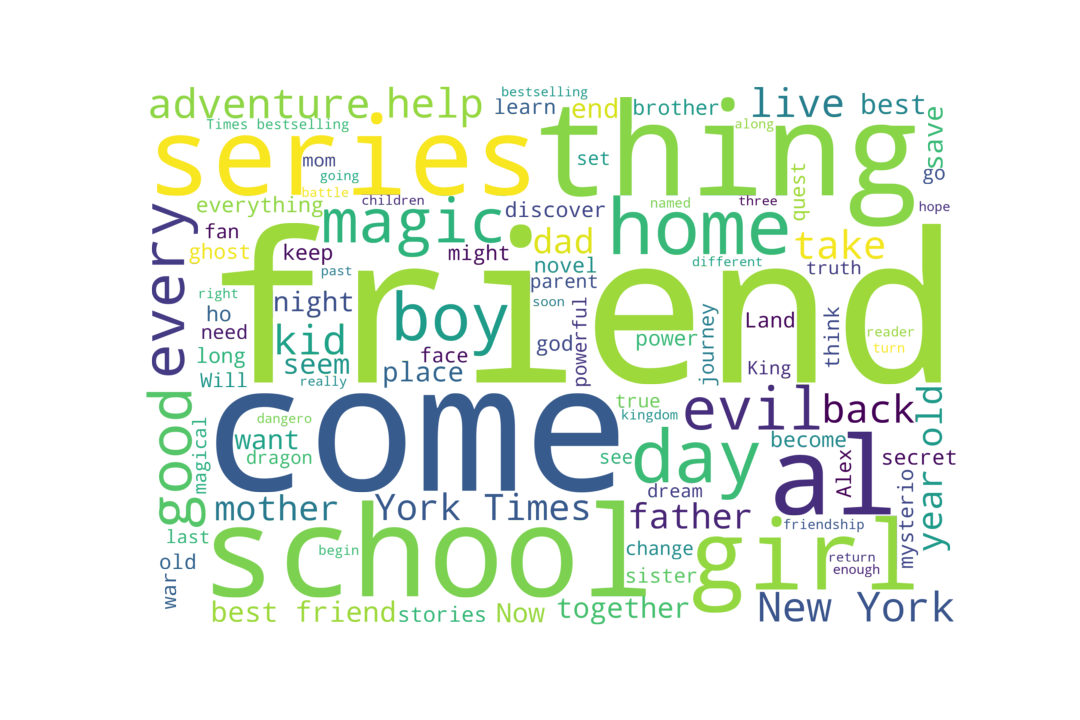 bestselling
adventure help learn end brother live best
Times bestselling along
series thing save
mom set go
going
battle quest
everything children named three hope
magic discover home
fan
ghost keep might dad take
friend
every novel different truth
past parent
right night soon
ho boy powerful journey Land think reader
need kid god power turn
long seem face King
Will place
really
come true evil back
good kingdom old
dangero want day become
magical dragon see al Alex secret
dream year
mother York Times father mysterio
school friendship
last begin change girl
old return
enough
war sister
best friend stories Now together New York